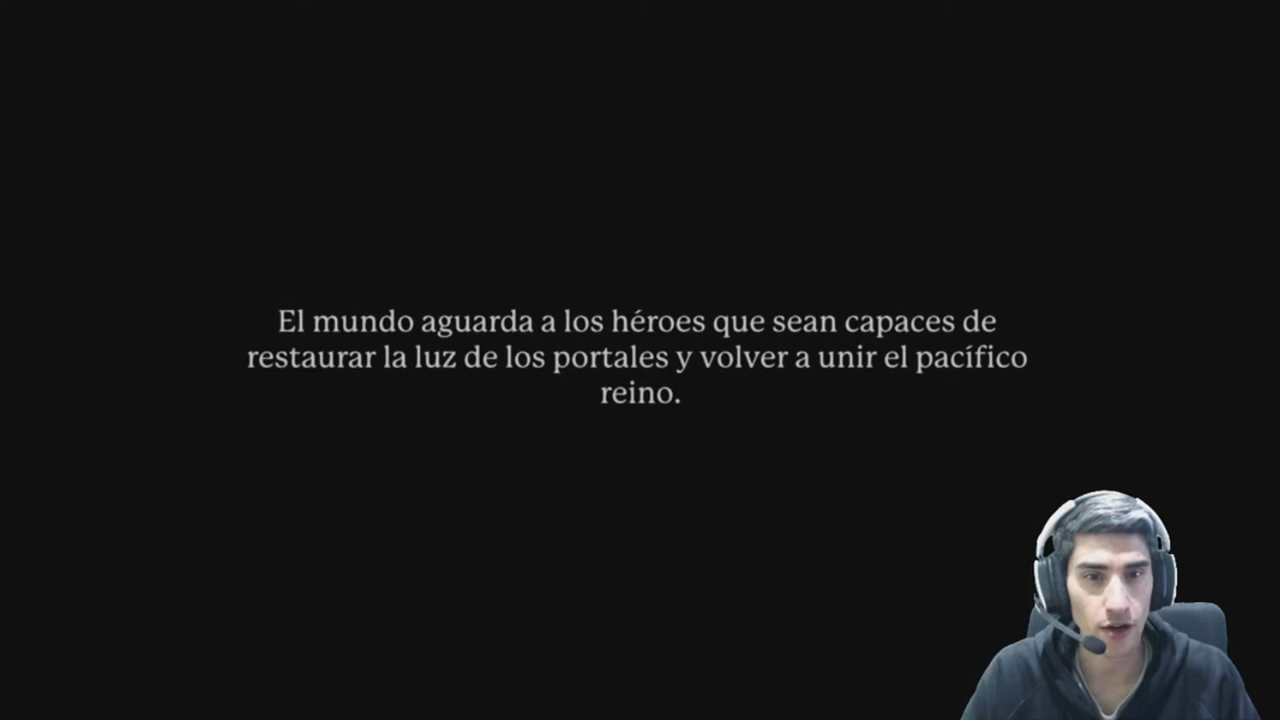 El mundo aguarda a los héroes que sean capaces de
restaurar la luz de los portales y volver a unir el pacífico
reino.